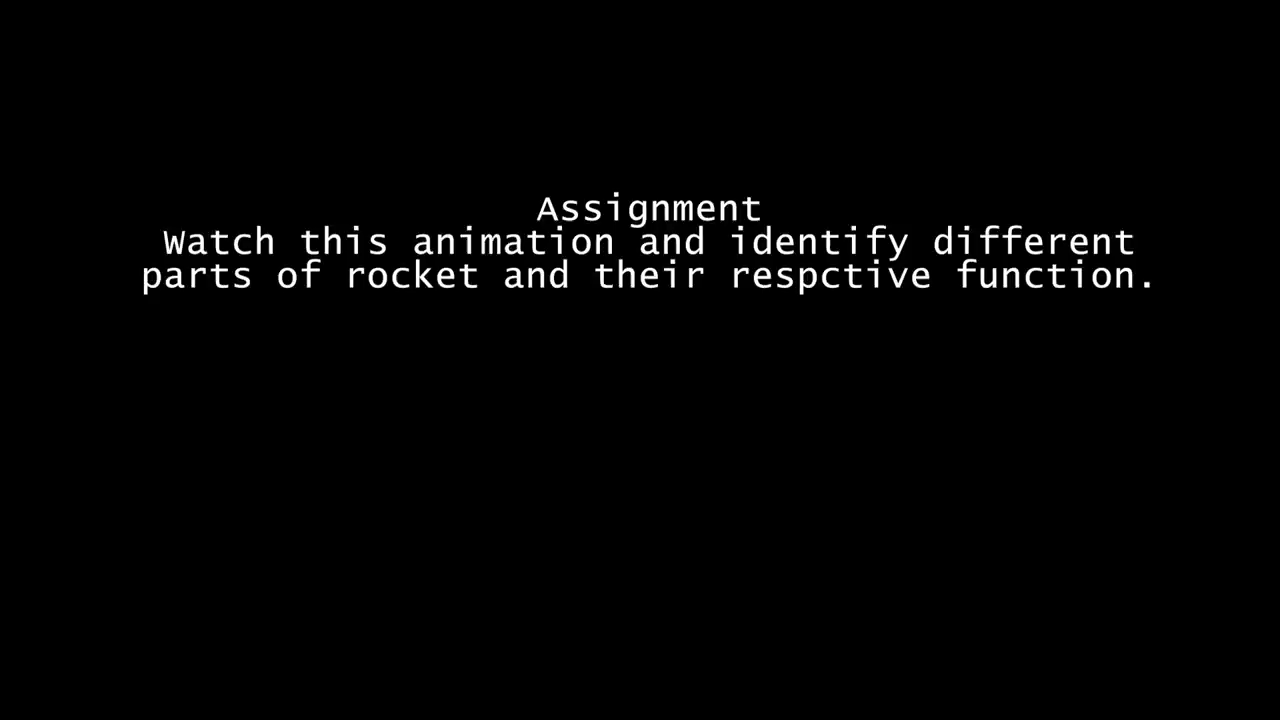 Assignment
Watch this animation and identify different
parts of rocket and their respctive function.